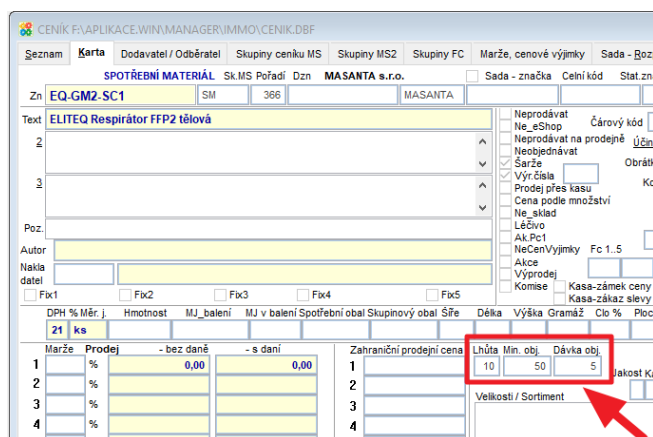 CENÍK F:\APLIKACE.WIN\MANAGER\IMMO\CENIK.DBF
Seznam Karta Dodavatel / Odběratel Skupiny ceníku MS Skupiny MS2 Skupiny FC Marže, cenové výjimky Sada - Roz
SPOTŘEBNÍ MATERIÁL Sk.MS Pořadí Dzn MASANTA s.r.o. Sada - značka Celní kód Stat.zn
Zn EQ-GM2-SC1 SM 366 MASANTA
Text ELITEQ Respirátor FFP2 tělová
Neprodávat
Ne_eShop Čárový kód
2 Neprodávat na prodejně Účin
Neobjednávat
Šarže Obrátk
Výr.čísla
3 Prodej přes kasu Ko
Cena podle množství
Ne_sklad
Poz. Léčivo
Ak.Pc1
Autor NeCenVyjimky Fc 1..5
Nakla
datel
Akce
Výprodej
Fix1 Fix2 Fix3 Fix4 Fix5 Komise Kasa-zámek ceny
Kasa-zákaz slevy
DPH % Měr. j. Hmotnost MJ_balení MJ v balení Spotřební obal Skupinový obal Šíře Délka Výška Gramáž Clo % Ploc
21 ks
Marže Prodej - bez daně - s daní Zahraniční prodejní cena Lhůta Min. obj. Dávka obj.
1 % 0,00 0,00 1 10 50 5 Jakost Ka
2 % 2
3 % 3 Velikosti / Sortiment
4 % 4